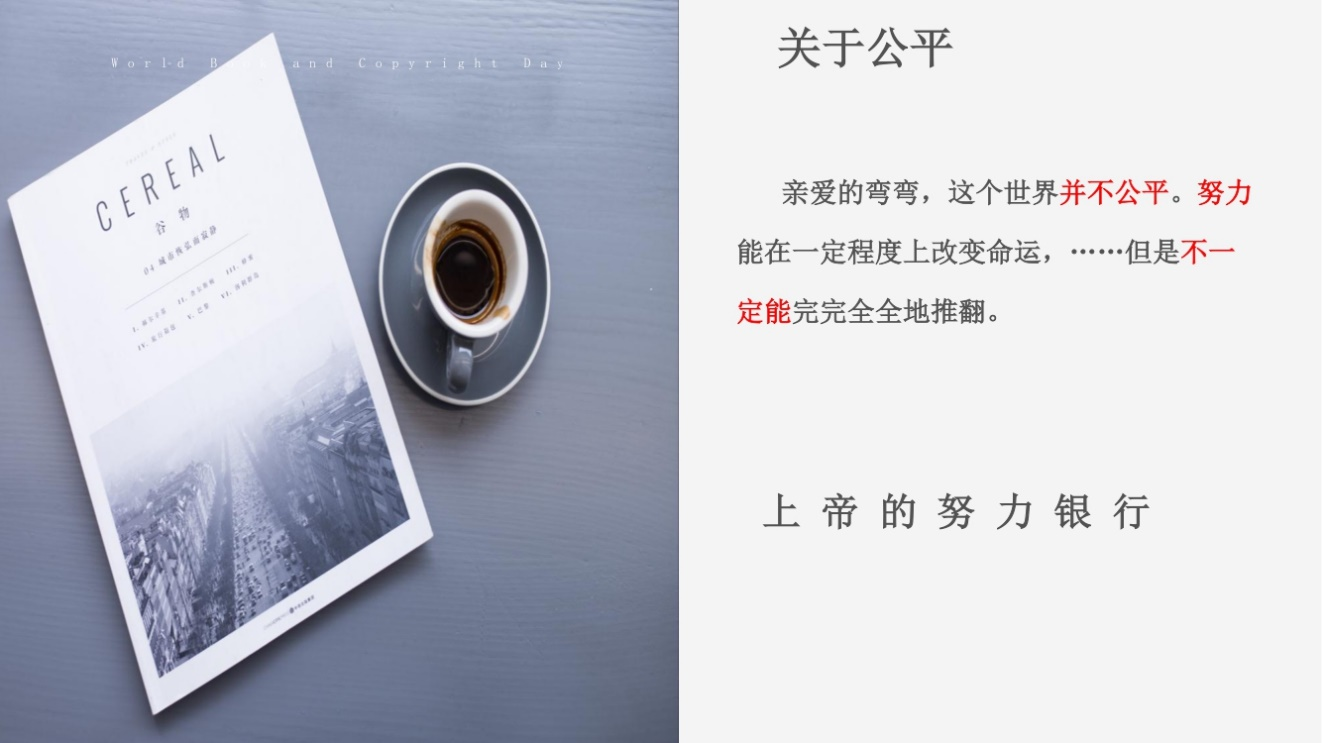 World Book and Copyright Day
CEREAL
谷物
关于公平
亲爱的弯弯，这个世界并不公平。努力
能在一定程度上改变命运，……但是不一
定能完完全全地推翻。
上帝的努力银行